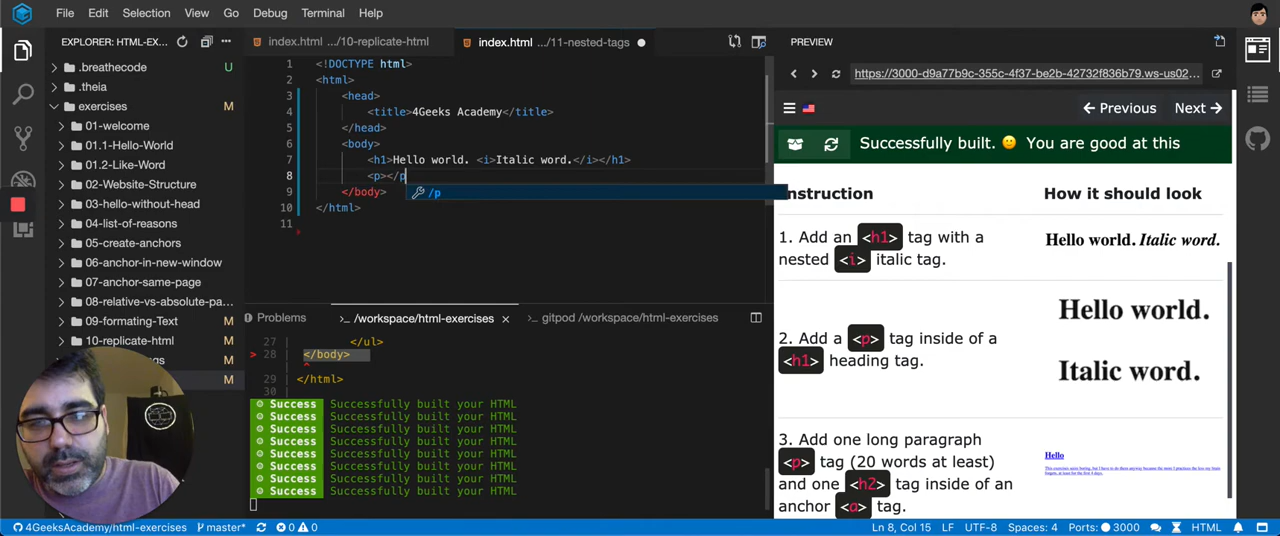 File Edit Selection View Go Debug Terminal Help
EXPLORER: HTML-EX...
index.html .../10-replicate-html
index.html .../11-nested-tags
PREVIEW
.breathecode U
.theia
exercises M
01-welcome
01.1-Hello-World
01.2-Like-Word
02-Website-Structure
03-hello-without-head
04-list-of-reasons
05-create-anchors
06-anchor-in-new-window
07-anchor-same-page
08-relative-vs-absolute-pa...
09-formating-Text M
10-replicate-html M
M
M
1 <!DOCTYPE html>
2 <html>
3 <head>
4 <title>4Geeks Academy</title>
5 </head>
6 <body>
7 <h1>Hello world. <i>Italic word.</i></h1>
8 <p></p
/p
9 </body>
10 </html>
11
Problems
>_ /workspace/html-exercises
>_ gitpod /workspace/html-exercises
27 | </ul>
> 28 | </body>
| ^
29 | </html>
30 |
Success Successfully built your HTML
Success Successfully built your HTML
Success Successfully built your HTML
Success Successfully built your HTML
Success Successfully built your HTML
Success Successfully built your HTML
Success Successfully built your HTML
Success Successfully built your HTML
https://3000-d9a77b9c-355c-4f37-be2b-42732f836b79.ws-us02...
Previous Next
Successfully built. 🙂 You are good at this
nstruction How it should look
1. Add an <h1> tag with a
nested <i> italic tag.
Hello world. Italic word.
2. Add a <p> tag inside of a
<h1> heading tag.
Hello world.
Italic word.
3. Add one long paragraph
<p> tag (20 words at least)
and one <h2> tag inside of an
anchor <a> tag.
Hello
4GeeksAcademy/html-exercises master* 0 0 Ln 8, Col 15 LF UTF-8 Spaces: 4 Ports: 3000 HTML